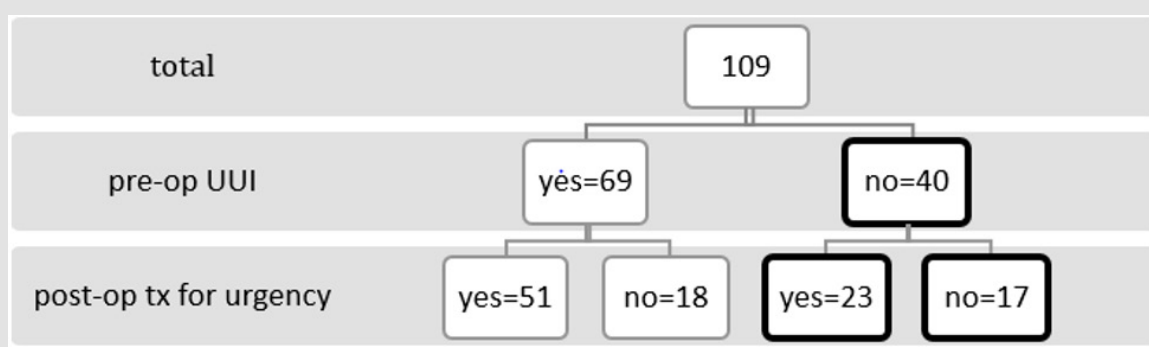 total
109
pre-op UUI
yes=69
no=40
post-op tx for urgency
yes=51
no=18
yes=23
no=17